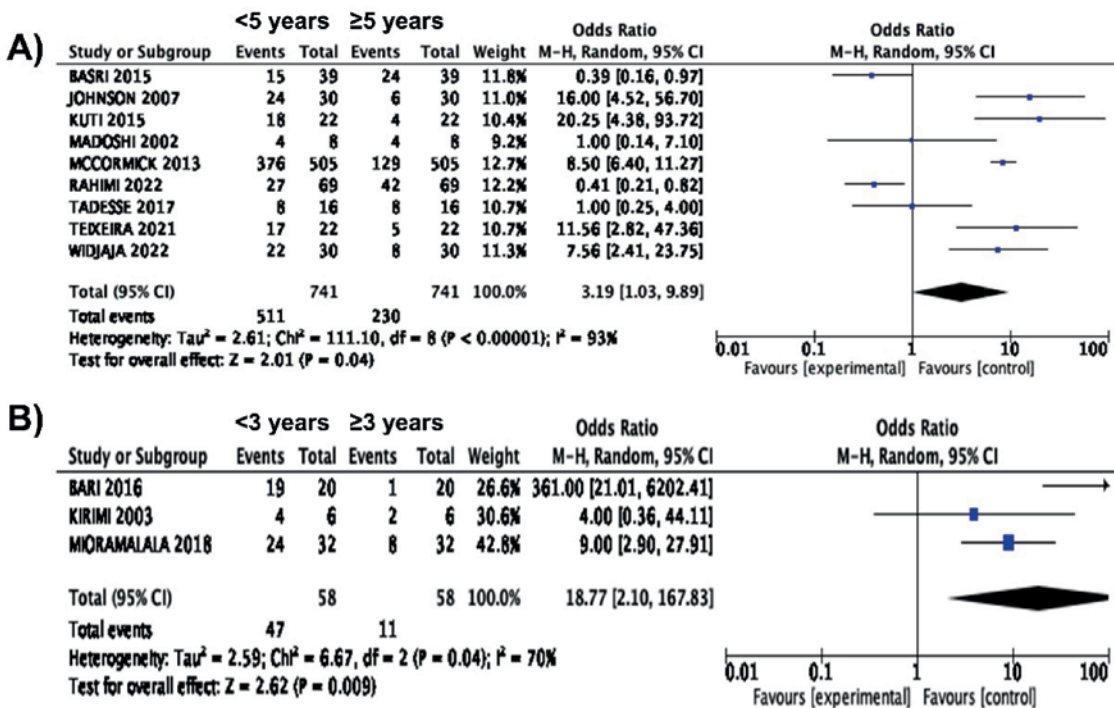 A)
<5 years ≥5 years Odds Ratio Odds Ratio
Study or Subgroup Events Total Events Total Weight M-H, Random, 95% CI M-H, Random, 95% CI
BASRI 2015 15 39 24 39 11.8% 0.39 [0.16, 0.97]
JOHNSON 2007 24 30 6 30 11.0% 16.00 [4.52, 56.70]
KUTI 2015 18 22 4 22 10.4% 20.25 [4.38, 93.72]
MADOSHI 2002 4 8 4 8 9.2% 1.00 [0.14, 7.10]
MCCORMICK 2013 376 505 129 505 12.7% 8.50 [6.40, 11.27]
RAHIMI 2022 27 69 42 69 12.2% 0.41 [0.21, 0.82]
TADESSE 2017 8 16 8 16 10.7% 1.00 [0.25, 4.00]
TEIXEIRA 2021 17 22 5 22 10.7% 11.56 [2.82, 47.36]
WIDJAJA 2022 22 30 8 30 11.3% 7.56 [2.41, 23.75]
Total (95% CI) 741 741 100.0% 3.19 [1.03, 9.89]
Total events 511 230
Heterogeneity: Tau² = 2.61; Chi² = 111.10, df = 8 (P < 0.00001); I² = 93%
Test for overall effect: Z = 2.01 (P = 0.04)
0.01 0.1 1 10 100
Favours [experimental] Favours [control]
B)
<3 years ≥3 years Odds Ratio Odds Ratio
Study or Subgroup Events Total Events Total Weight M-H, Random, 95% CI M-H, Random, 95% CI
BARI 2016 19 20 1 20 26.6% 361.00 [21.01, 6202.41]
KIRIMI 2003 4 6 2 6 30.6% 4.00 [0.36, 44.11]
MIORAMALALA 2018 24 32 8 32 42.8% 9.00 [2.90, 27.91]
Total (95% CI) 58 58 100.0% 18.77 [2.10, 167.83]
Total events 47 11
Heterogeneity: Tau² = 2.59; Chi² = 6.67, df = 2 (P = 0.04); I² = 70%
Test for overall effect: Z = 2.62 (P = 0.009)
0.01 0.1 1 10 100
Favours [experimental] Favours [control]